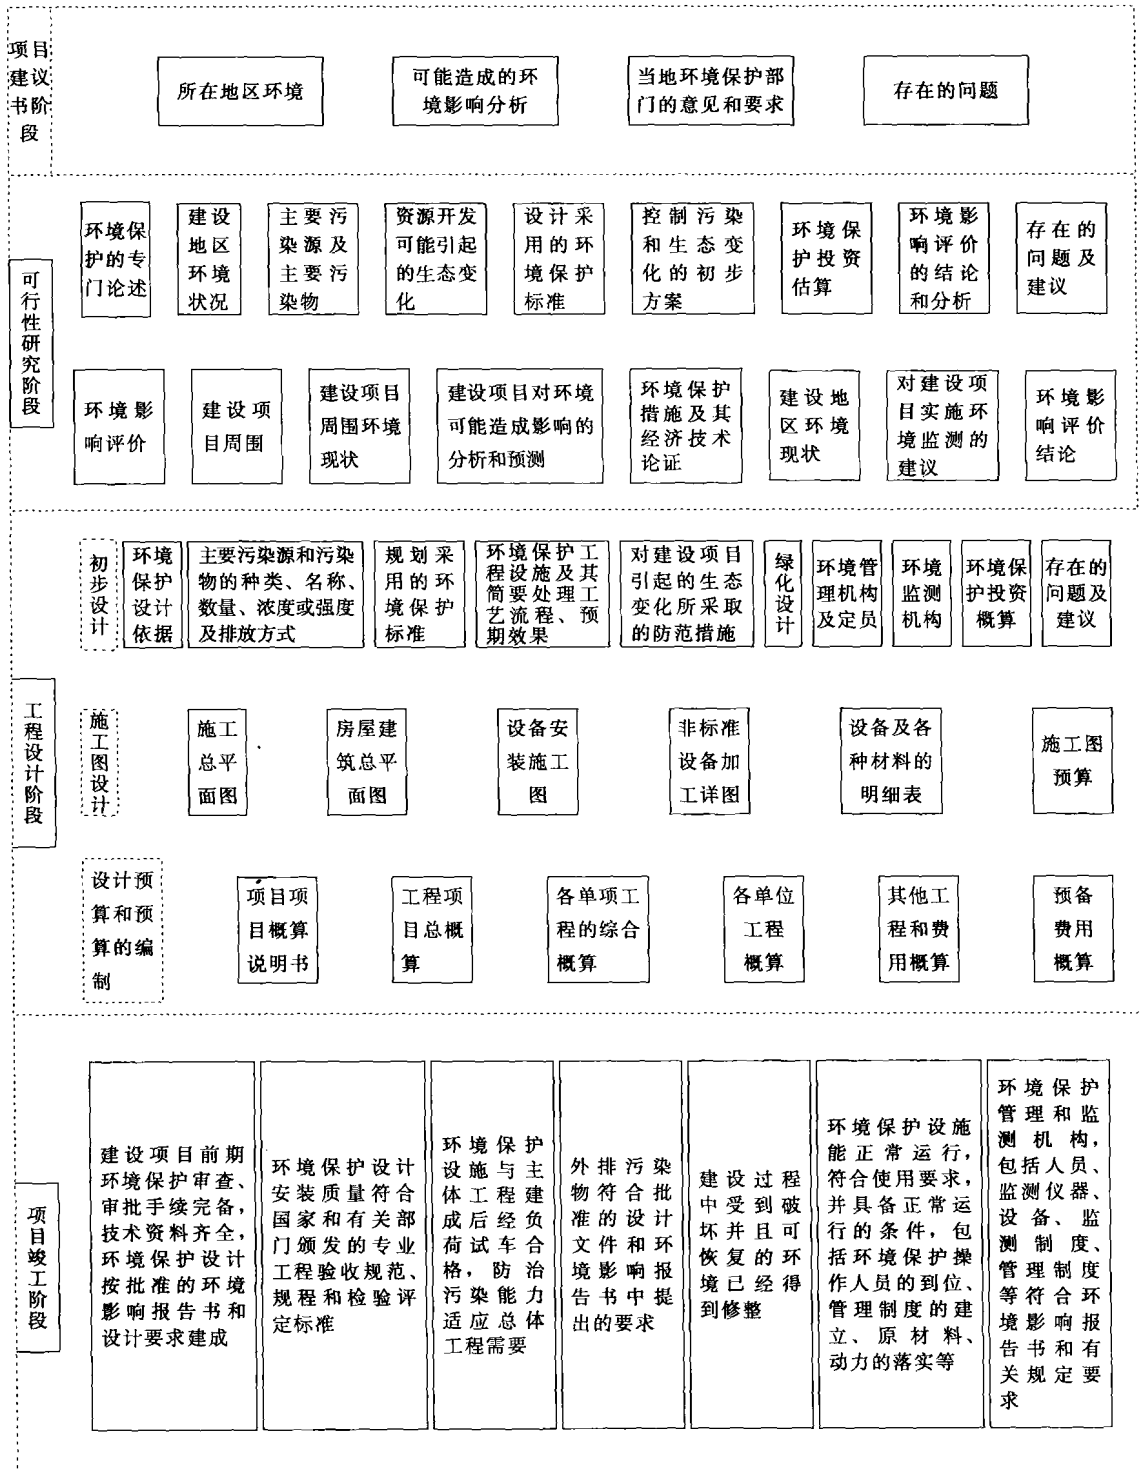 项目
建议
书阶
段
所在地区环境
可能造成的环
境影响分析
当地环境保护部
门的意见和要求
存在的问题
可行性研究阶段
环境保
护的专
门论述
建设
地区
环境
状况
主要污
染源及
主要污
染物
资源开发
可能引起
的生态变
化
设计采
用的环
境保护
标准
控制污染
和生态变
化的初步
方案
环境保
护投资
估算
环境影
响评价
的结论
和分析
存在的
问题及
建议
环境影
响评价
建设项
目周围
建设项目
周围环境
现状
建设项目对环境
可能造成影响的
分析和预测
环境保护
措施及其
经济技术
论证
建设地
区环境
现状
对建设项
目实施环
境监测的
建议
环境影
响评价
结论
工程设计阶段
初步设计
环境
保护
设计
依据
主要污染源和污染
物的种类、名称、
数量、浓度或强度
及排放方式
规划采
用的环
境保护
标准
环境保护工
程设施及其
简要处理工
艺流程、预
期效果
对建设项目
引起的生态
变化所采取
的防范措施
绿化设计
环境管
理机构
及定员
环境
监测
机构
环境保
护投资
概算
存在的
问题及
建议
施工图设计
施工
总平
面图
房屋建
筑总平
面图
设备安
装施工
图
非标准
设备加
工详图
设备及各
种材料的
明细表
施工图
预算
设计预
算和预
算的编
制
项目项
目概算
说明书
工程项
目总概
算
各单项工
程的综合
概算
各单位
工程
概算
其他工
程和费
用概算
预备
费用
概算
项目竣工阶段
建设项目前期
环境保护审查、
审批手续完备，
技术资料齐全，
环境保护设计
按批准的环境
影响报告书和
设计要求建成
环境保护设计
安装质量符合
国家和有关部
门颁发的专业
工程验收规范、
规程和检验评
定标准
环境保护
设施与主
体工程建
成后经负
荷试车合
格，防治
污染能力
适应总体
工程需要
外排污染
物符合批
准的设计
文件和环
境影响报
告书中提
出的要求
建设过程
中受到破
坏并且可
恢复的环
境已经得
到修整
环境保护设施
能正常运行，
符合使用要求，
并具备正常运
行的条件，包
括环境保护操
作人员的到位、
管理制度的建
立、原材料、
动力的落实等
环境保护
管理和监
测机构，
包括人员、
监测仪器、
设备、监
测制度、
管理制度
等符合环
境影响报
告书和有
关规定要
求